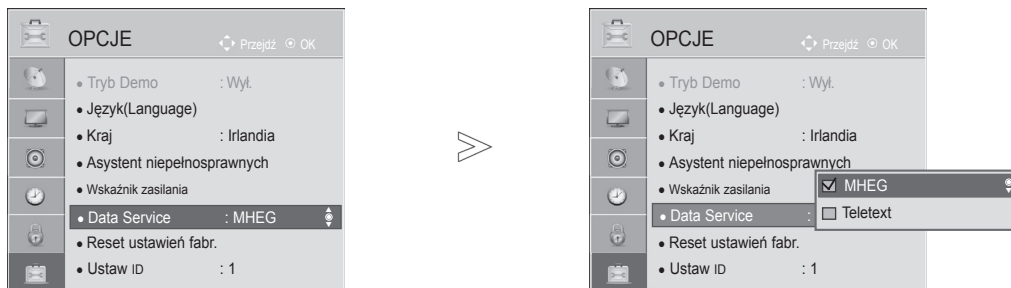 OPCJE
Przejdź OK
• Tryb Demo : Wył.
• Język(Language)
• Kraj : Irlandia
• Asystent niepełnosprawnych
• Wskaźnik zasilania
• Data Service : MHEG
• Reset ustawień fabr.
• Ustaw ID : 1
OPCJE
Przejdź OK
• Tryb Demo : Wył.
• Język(Language)
• Kraj : Irlandia
• Asystent niepełnosprawnych
• Wskaźnik zasilania
• Data Service :
• Reset ustawień fabr.
• Ustaw ID : 1
MHEG
Teletext